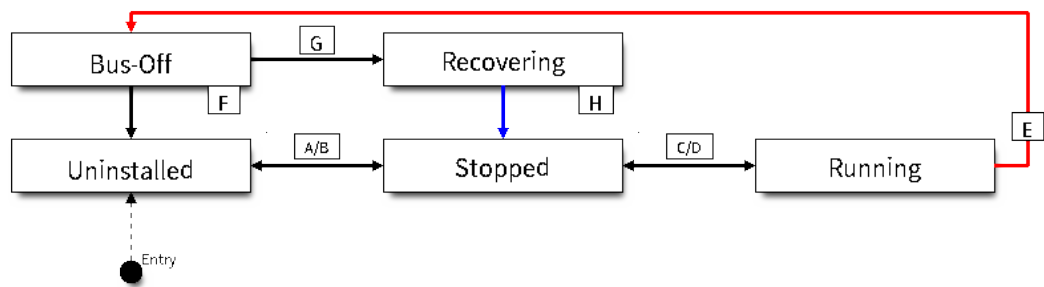 G
E
Bus-Off
Recovering
F
H
A/B
C/D
Uninstalled
Stopped
Running
Entry